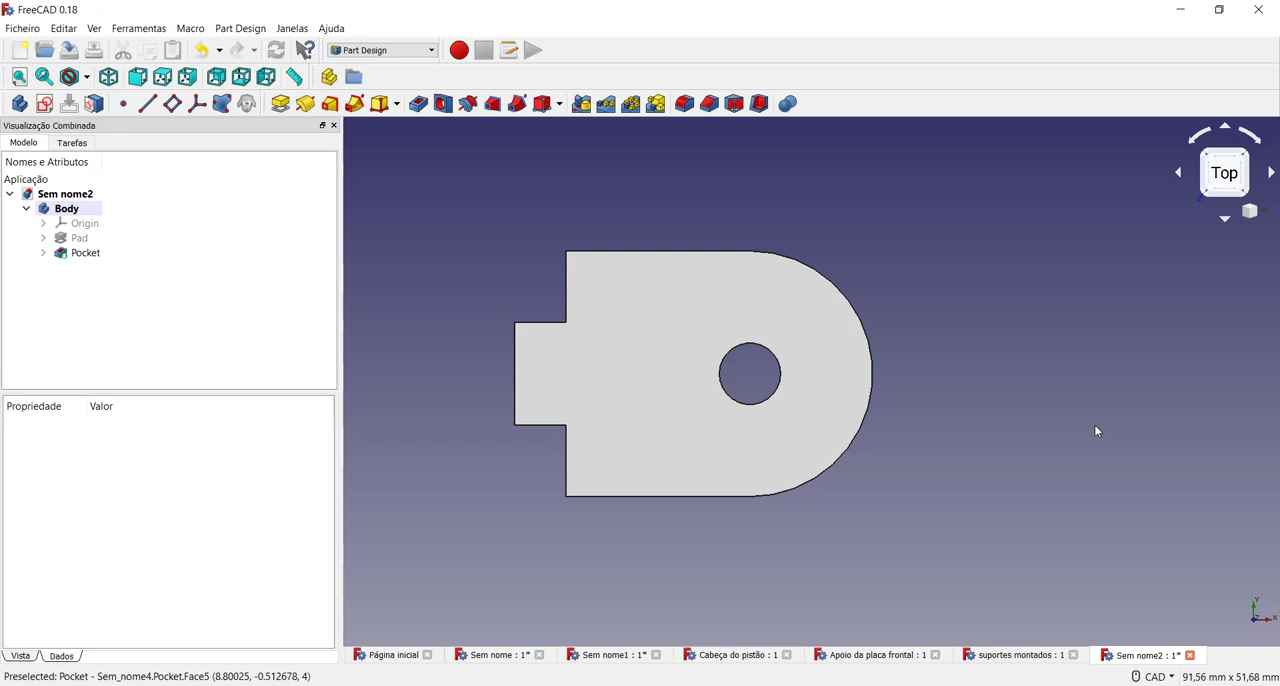 FreeCAD 0.18
Ficheiro Editar Ver Ferramentas Macro Part Design Janelas Ajuda
Part Design
Visualização Combinada
Modelo Tarefas
Nomes e Atributos
Aplicação
Sem nome2
Body
Origin
Pad
Pocket
Top
Propriedade Valor
Y
Z X
Vista Dados
Página inicial Sem nome : 1* Sem nome1 : 1* Cabeça do pistão : 1 Apoio da placa frontal : 1 suportes montados : 1 Sem nome2 : 1*
Preselected: Pocket - Sem_nome4.Pocket.Face5 (8.80025, -0.512678, 4) CAD 91,56 mm x 51,68 mm